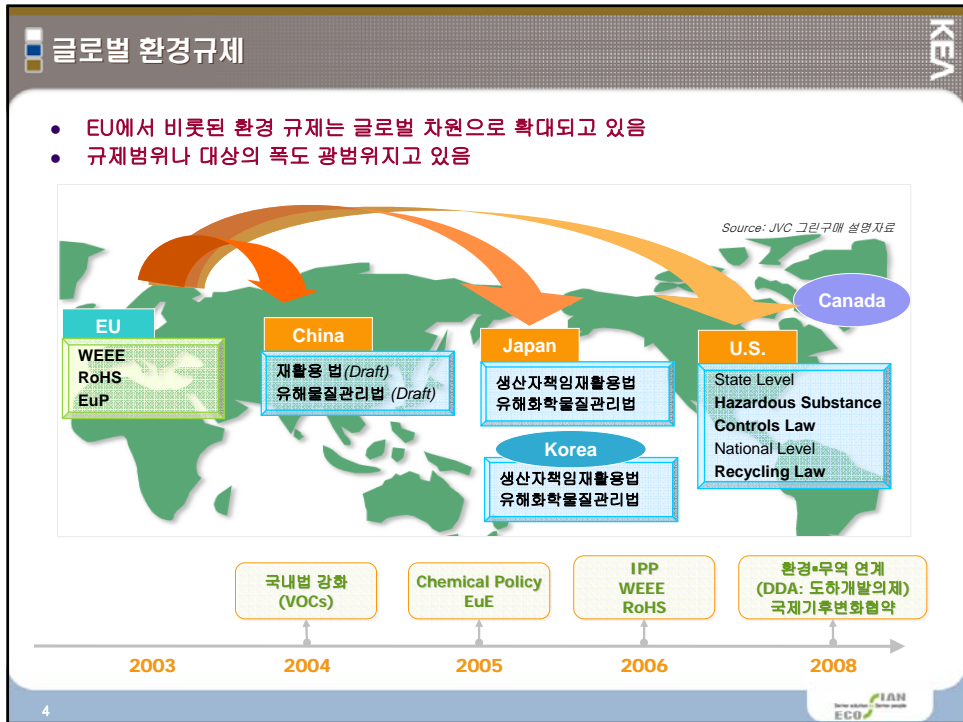 글로벌 환경규제
KEA
● EU에서 비롯된 환경 규제는 글로벌 차원으로 확대되고 있음
● 규제범위나 대상의 폭도 광범위지고 있음
Source: JVC 그린구매 설명자료
Canada
EU
WEEE
RoHS
EuP
China
재활용 법(Draft)
유해물질관리법 (Draft)
Japan
생산자책임재활용법
유해화학물질관리법
Korea
생산자책임재활용법
유해화학물질관리법
U.S.
State Level
Hazardous Substance
Controls Law
National Level
Recycling Law
국내법 강화
(VOCs)
Chemical Policy
EuE
IPP
WEEE
RoHS
환경▪무역 연계
(DDA: 도하개발의제)
국제기후변화협약
2003
2004
2005
2006
2008
4
IAN
ECO